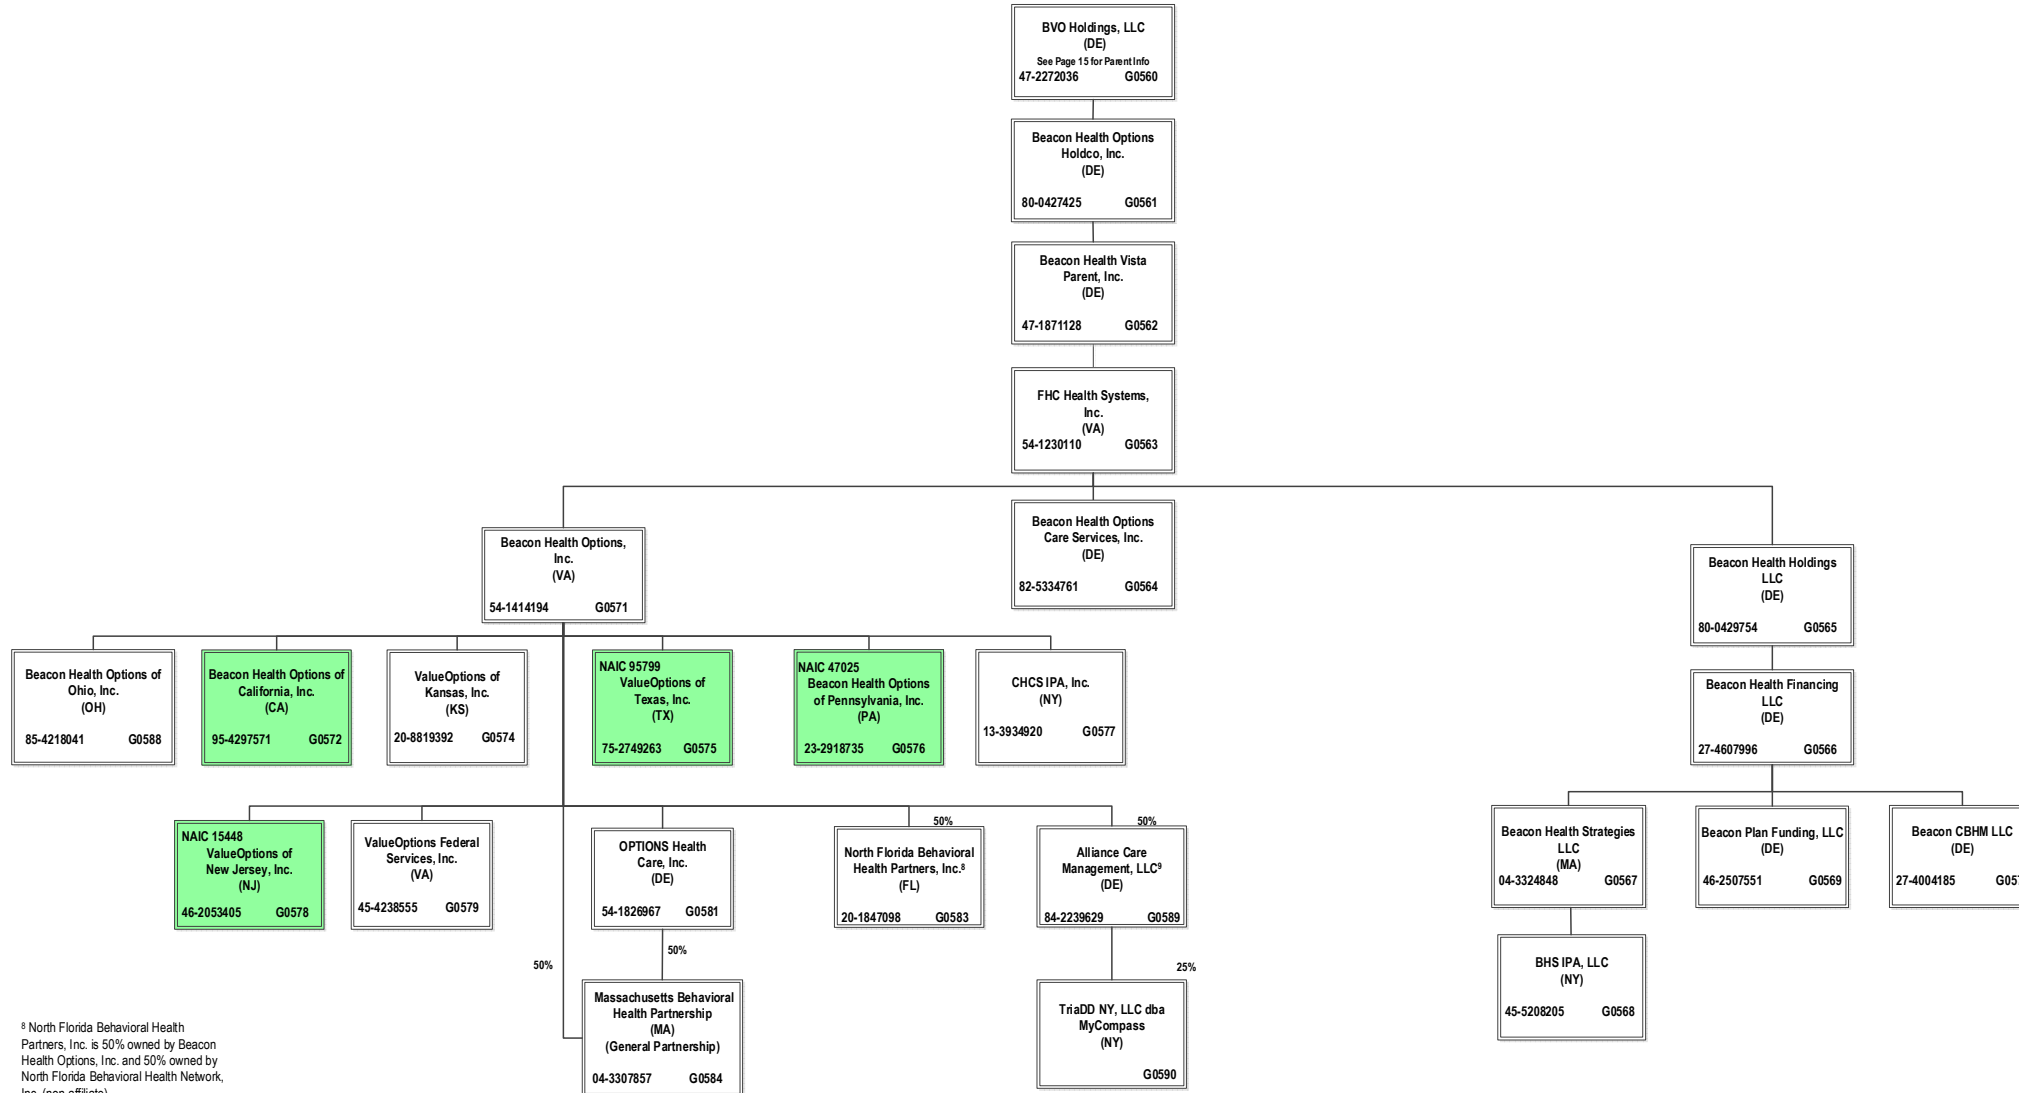 BVO Holdings, LLC
(DE)
See Page 15 for Parent Info
47-2272036 G0560
Beacon Health Options
Holdco, Inc.
(DE)
80-0427425 G0561
Beacon Health Vista
Parent, Inc.
(DE)
47-1871128 G0562
FHC Health Systems,
Inc.
(VA)
54-1230110 G0563
Beacon Health Options,
Inc.
(VA)
54-1414194 G0571
Beacon Health Options
Care Services, Inc.
(DE)
82-5334761 G0564
Beacon Health Holdings
LLC
(DE)
80-0429754 G0565
Beacon Health Options of
Ohio, Inc.
(OH)
85-4218041 G0588
Beacon Health Options of
California, Inc.
(CA)
95-4297571 G0572
ValueOptions of
Kansas, Inc.
(KS)
20-8819392 G0574
NAIC 95799
ValueOptions of
Texas, Inc.
(TX)
75-2749263 G0575
NAIC 47025
Beacon Health Options
of Pennsylvania, Inc.
(PA)
23-2918735 G0576
CHCS IPA, Inc.
(NY)
13-3934920 G0577
Beacon Health Financing
LLC
(DE)
27-4607996 G0566
NAIC 15448
ValueOptions of
New Jersey, Inc.
(NJ)
46-2053405 G0578
ValueOptions Federal
Services, Inc.
(VA)
45-4238555 G0579
OPTIONS Health
Care, Inc.
(DE)
54-1826967 G0581
50%
North Florida Behavioral
Health Partners, Inc.⁸
(FL)
20-1847098 G0583
50%
Alliance Care
Management, LLC⁹
(DE)
84-2239629 G0589
Beacon Health Strategies
LLC
(MA)
04-3324848 G0567
Beacon Plan Funding, LLC
(DE)
46-2507551 G0569
Beacon CBHM LLC
(DE)
27-4004185
50%
50%
25%
Massachusetts Behavioral
Health Partnership
(MA)
(General Partnership)
04-3307857 G0584
TriaDD NY, LLC dba
MyCompass
(NY)
G0590
BHS IPA, LLC
(NY)
45-5208205 G0568
⁸ North Florida Behavioral Health
Partners, Inc. is 50% owned by Beacon
Health Options, Inc. and 50% owned by
North Florida Behavioral Health Network,
Inc. (non affiliate)